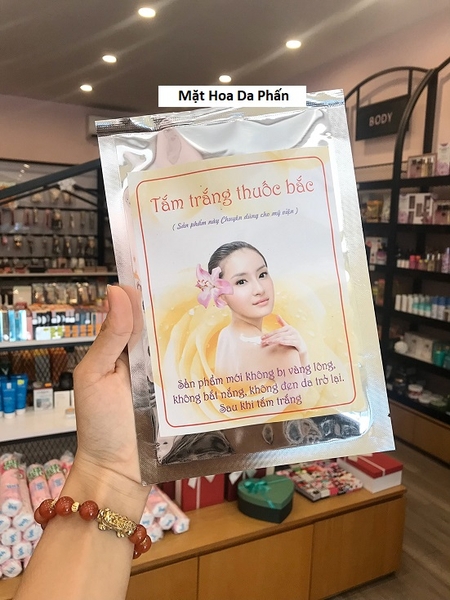 Mặt Hoa Da Phấn
BODY
Tắm trắng thuốc bắc
( Sản phẩm này Chuyên dùng cho mỹ viện )
Sản phẩm mới không bị vàng lông,
không bắt nắng, không đen da trở lại.
Sau khi tắm trắng